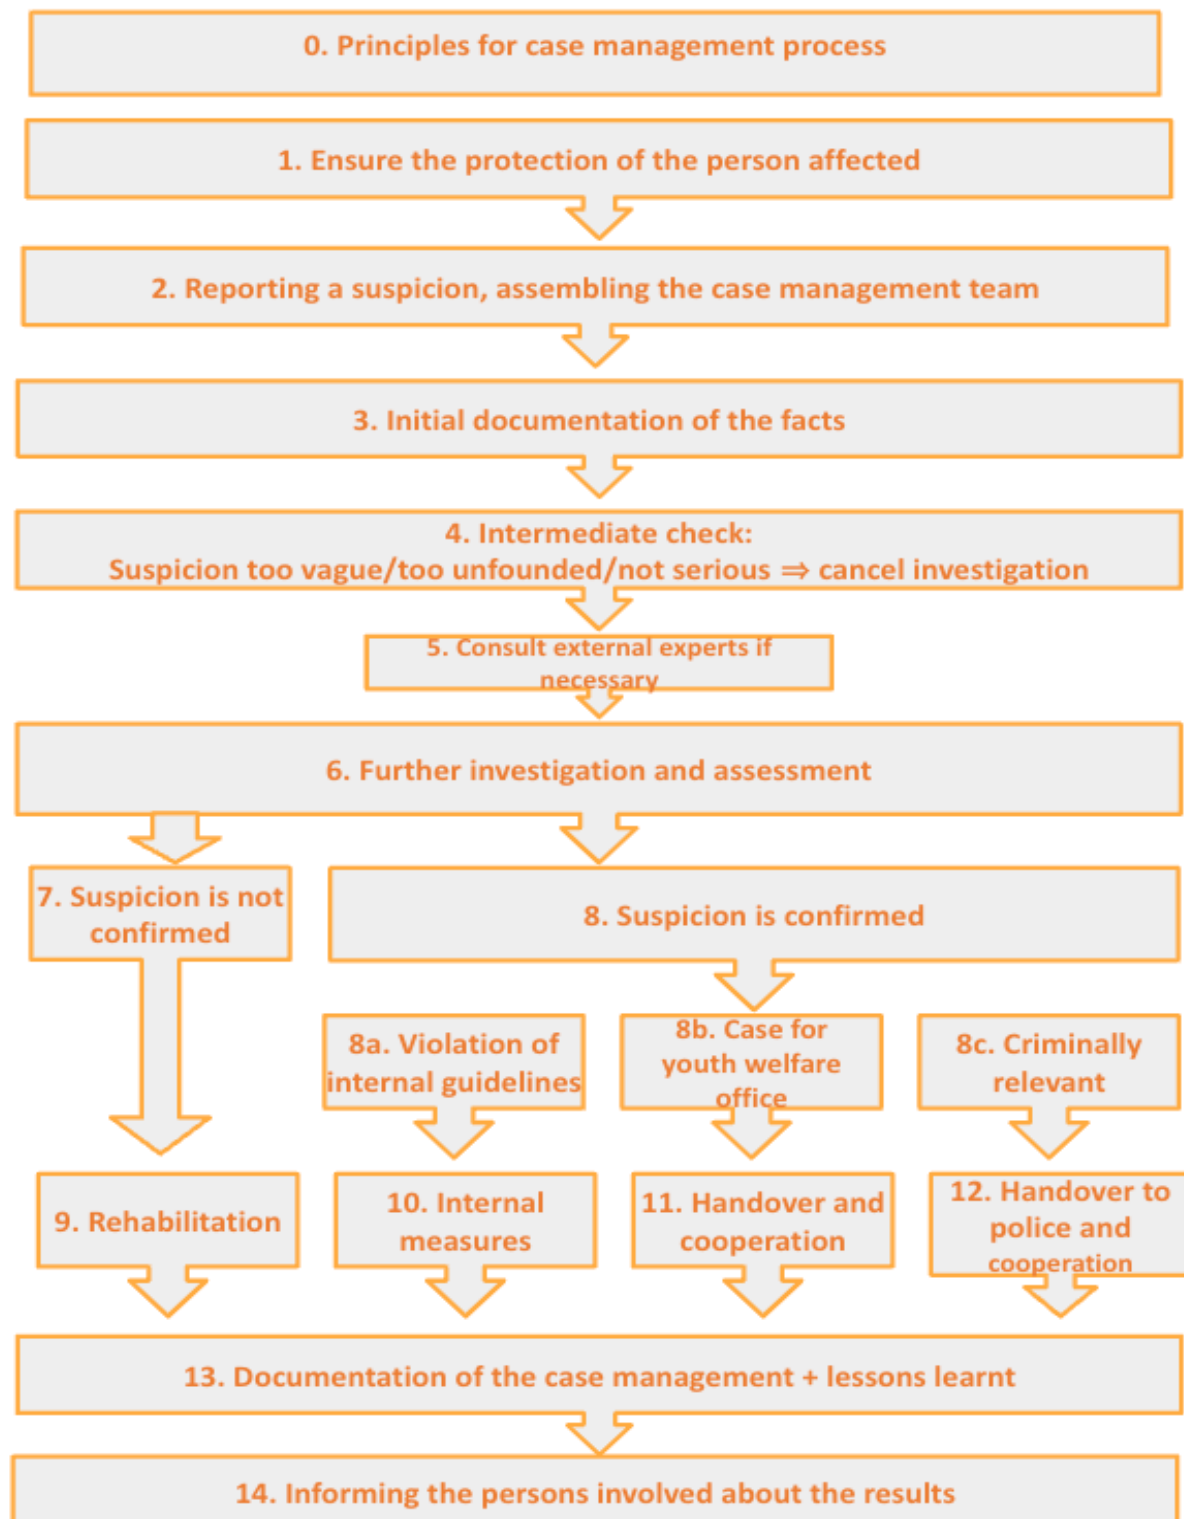 0. Principles for case management process
1. Ensure the protection of the person affected
2. Reporting a suspicion, assembling the case management team
3. Initial documentation of the facts
4. Intermediate check:
Suspicion too vague/too unfounded/not serious ⇒ cancel investigation
5. Consult external experts if
necessary
6. Further investigation and assessment
7. Suspicion is not
confirmed
8. Suspicion is confirmed
8a. Violation of
internal guidelines
8b. Case for
youth welfare
office
8c. Criminally
relevant
9. Rehabilitation
10. Internal
measures
11. Handover and
cooperation
12. Handover to
police and
cooperation
13. Documentation of the case management + lessons learnt
14. Informing the persons involved about the results